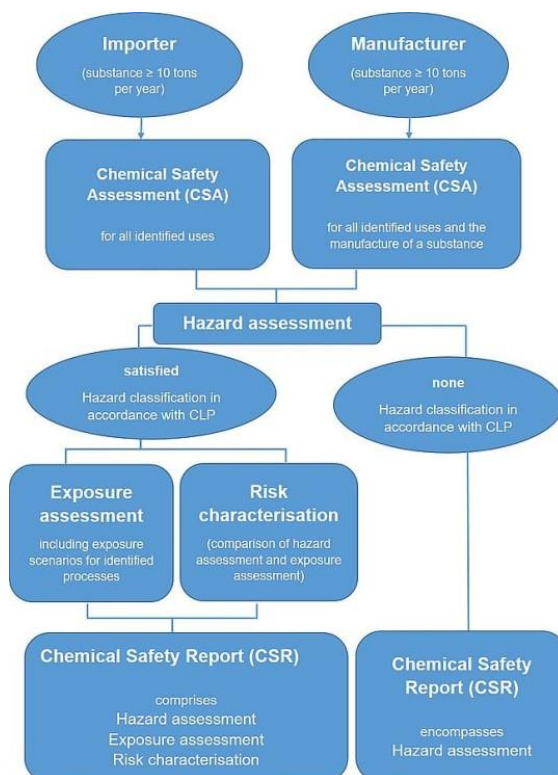 Importer
(substance ≥ 10 tons
per year)
Manufacturer
(substance ≥ 10 tons
per year)
Chemical Safety
Assessment (CSA)
for all identified uses
Chemical Safety
Assessment (CSA)
for all identified uses and the
manufacture of a substance
Hazard assessment
satisfied
Hazard classification in
accordance with CLP
none
Hazard classification in
accordance with CLP
Exposure
assessment
including exposure
scenarios for identified
processes
Risk
characterisation
(comparison of hazard
assessment and exposure
assessment)
Chemical Safety Report (CSR)
comprises
Hazard assessment
Exposure assessment
Risk characterisation
Chemical Safety
Report (CSR)
encompasses
Hazard assessment